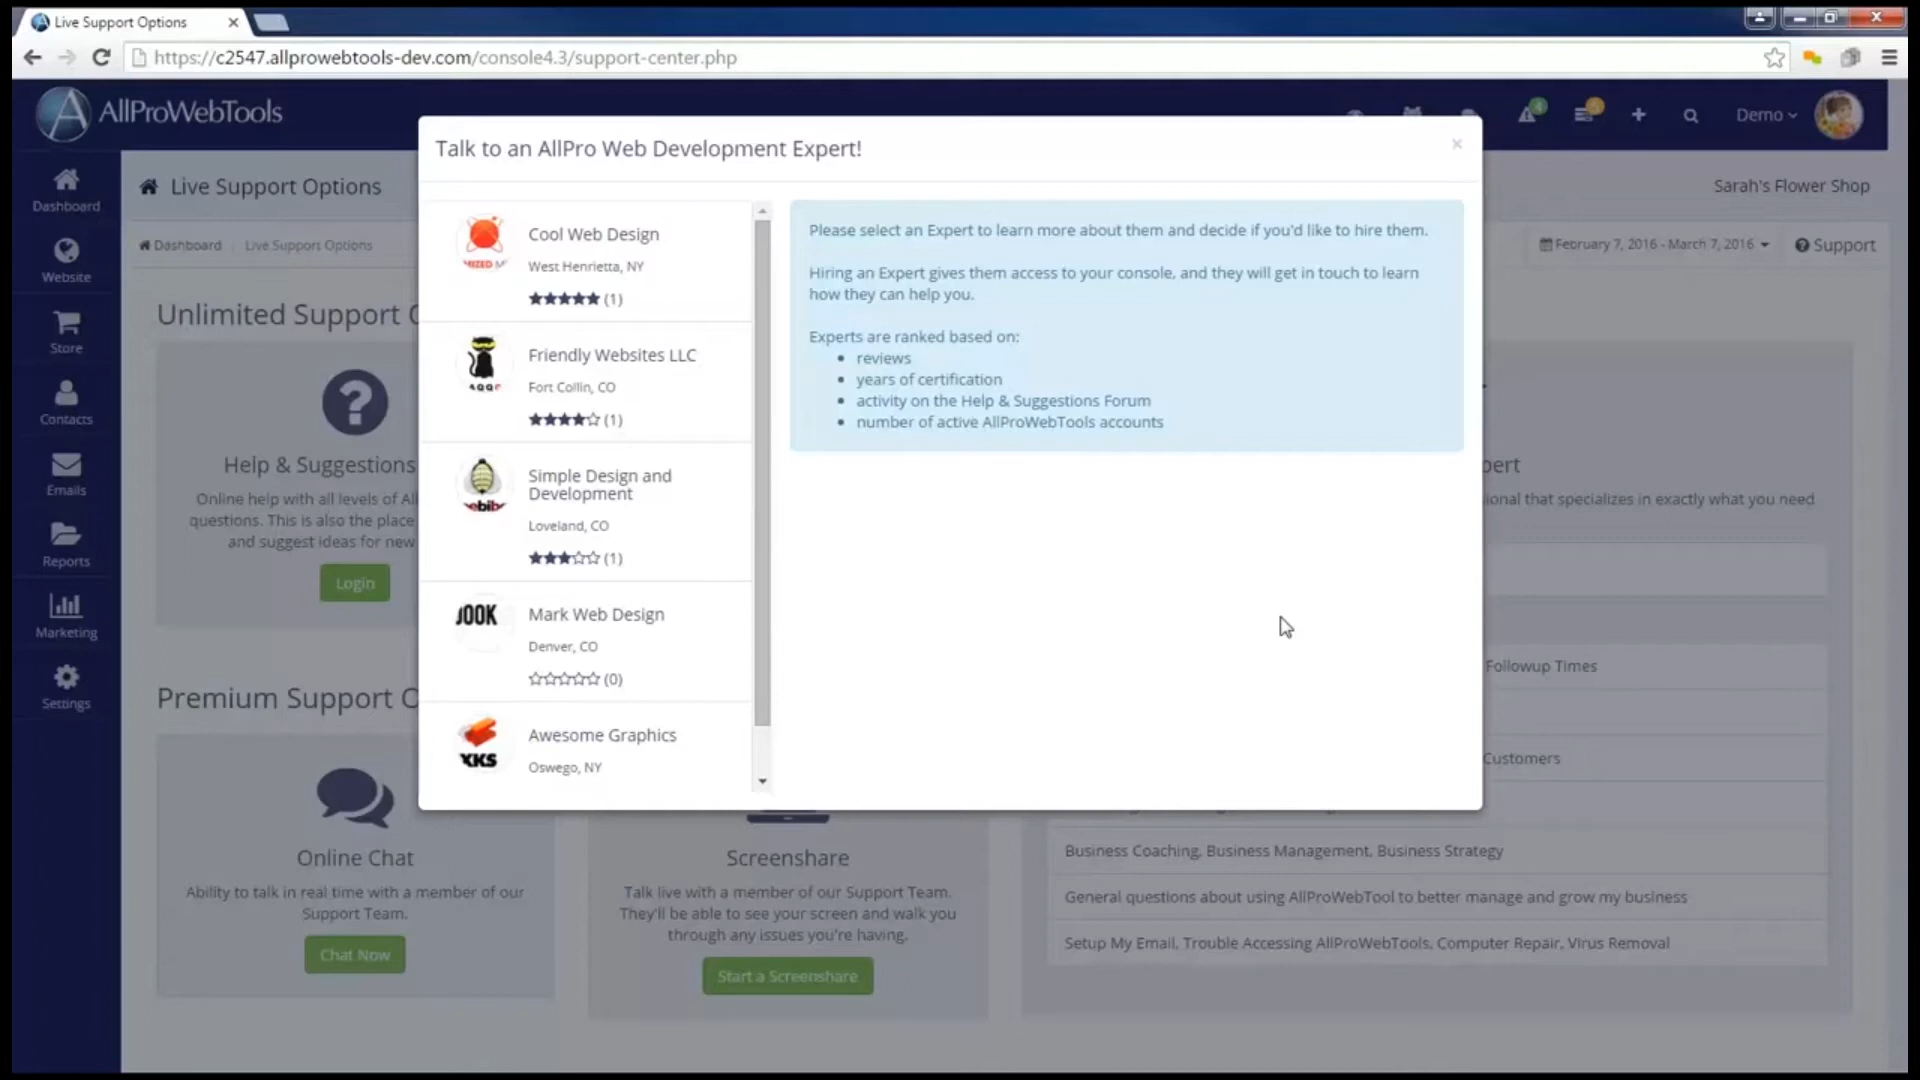 Live Support Options
https://c2547.allprowebtools-dev.com/console4.3/support-center.php
AllProWebTools
Demo
Dashboard
Website
Store
Contacts
Emails
Reports
Marketing
Settings
Live Support Options
Sarah's Flower Shop
Dashboard
Live Support Options
February 7, 2016 - March 7, 2016
Support
Unlimited Support
Help & Suggestions
Online help with all levels of
questions. This is also the place
and suggest ideas for new
Login
Premium Support
Online Chat
Ability to talk in real time with a member of our
Support Team.
Chat Now
Screenshare
Talk live with a member of our Support Team.
They'll be able to see your screen and walk you
through any issues you're having.
Start a Screenshare
that specializes in exactly what you need
Followup Times
Customers
Business Coaching, Business Management, Business Strategy
General questions about using AllProWebTool to better manage and grow my business
Setup My Email, Trouble Accessing AllProWebTools, Computer Repair, Virus Removal
Talk to an AllPro Web Development Expert!
×
Cool Web Design
West Henrietta, NY
★★★★★ (1)
Friendly Websites LLC
Fort Collin, CO
★★★★☆ (1)
Simple Design and
Development
Loveland, CO
★★★☆☆ (1)
JOOK
Mark Web Design
Denver, CO
☆☆☆☆☆ (0)
XKS
Awesome Graphics
Oswego, NY
Please select an Expert to learn more about them and decide if you'd like to hire them.
Hiring an Expert gives them access to your console, and they will get in touch to learn
how they can help you.
Experts are ranked based on:
• reviews
• years of certification
• activity on the Help & Suggestions Forum
• number of active AllProWebTools accounts